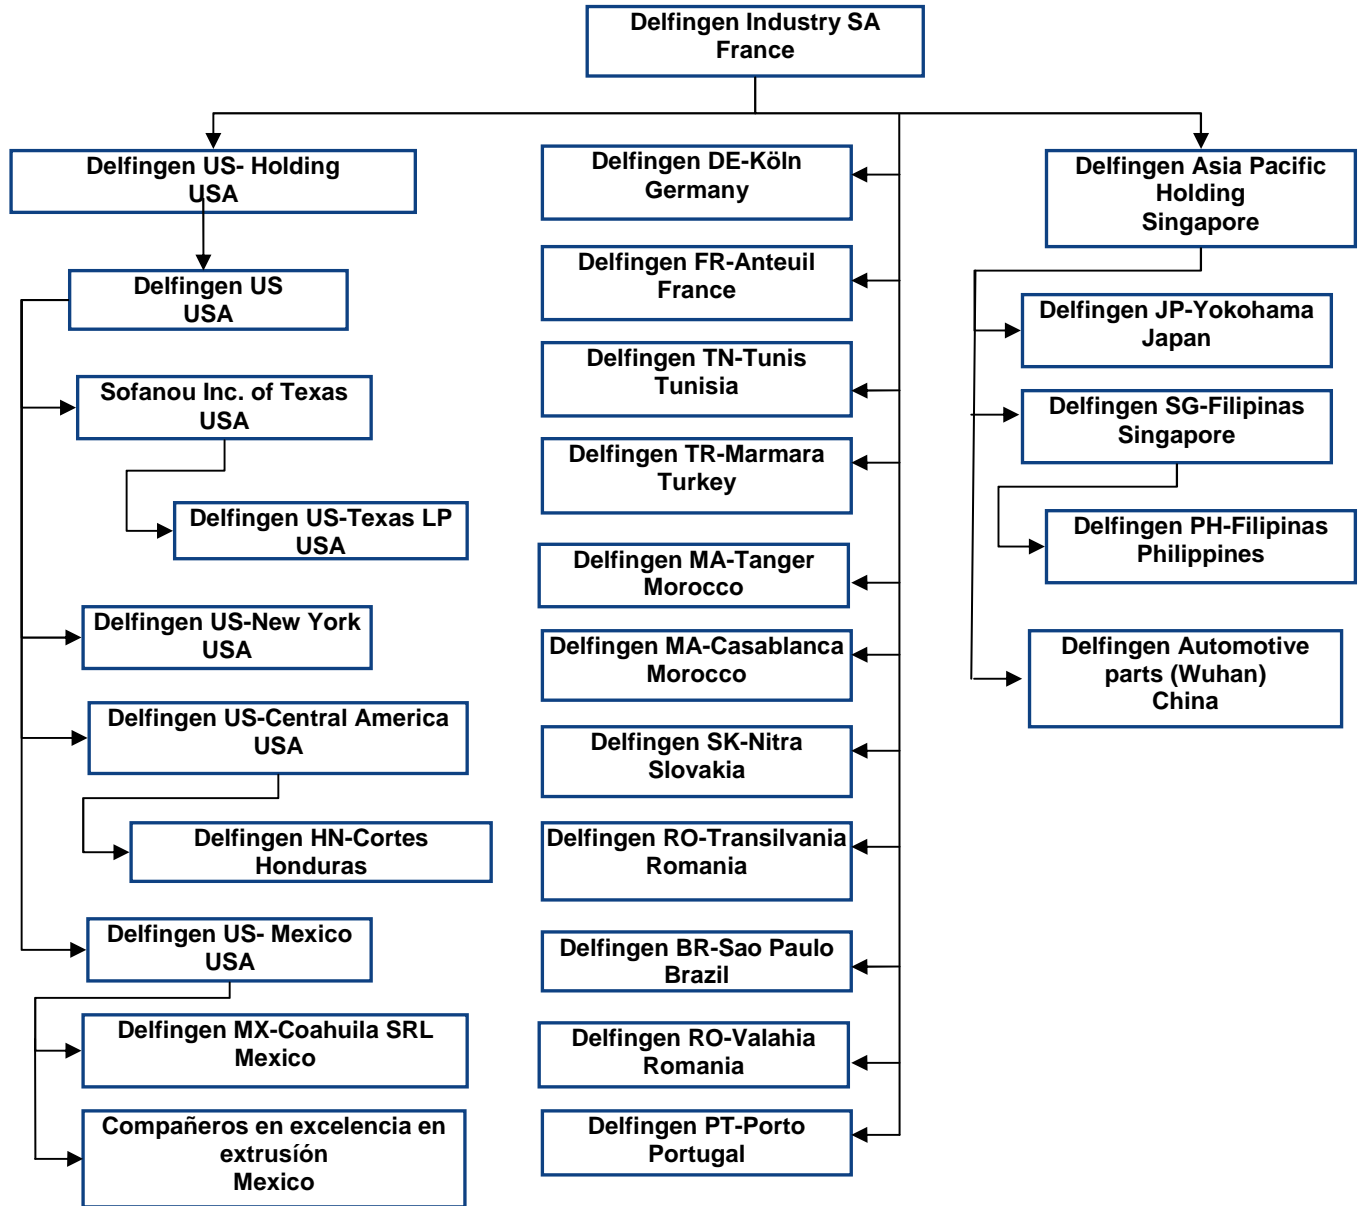 Delfingen Industry SA
France
Delfingen US- Holding
USA
Delfingen US
USA
Sofanou Inc. of Texas
USA
Delfingen US-Texas LP
USA
Delfingen US-New York
USA
Delfingen US-Central America
USA
Delfingen HN-Cortes
Honduras
Delfingen US- Mexico
USA
Delfingen MX-Coahuila SRL
Mexico
Compañeros en excelencia en
extrusíón
Mexico
Delfingen DE-Köln
Germany
Delfingen FR-Anteuil
France
Delfingen TN-Tunis
Tunisia
Delfingen TR-Marmara
Turkey
Delfingen MA-Tanger
Morocco
Delfingen MA-Casablanca
Morocco
Delfingen SK-Nitra
Slovakia
Delfingen RO-Transilvania
Romania
Delfingen BR-Sao Paulo
Brazil
Delfingen RO-Valahia
Romania
Delfingen PT-Porto
Portugal
Delfingen Asia Pacific
Holding
Singapore
Delfingen JP-Yokohama
Japan
Delfingen SG-Filipinas
Singapore
Delfingen PH-Filipinas
Philippines
Delfingen Automotive
parts (Wuhan)
China